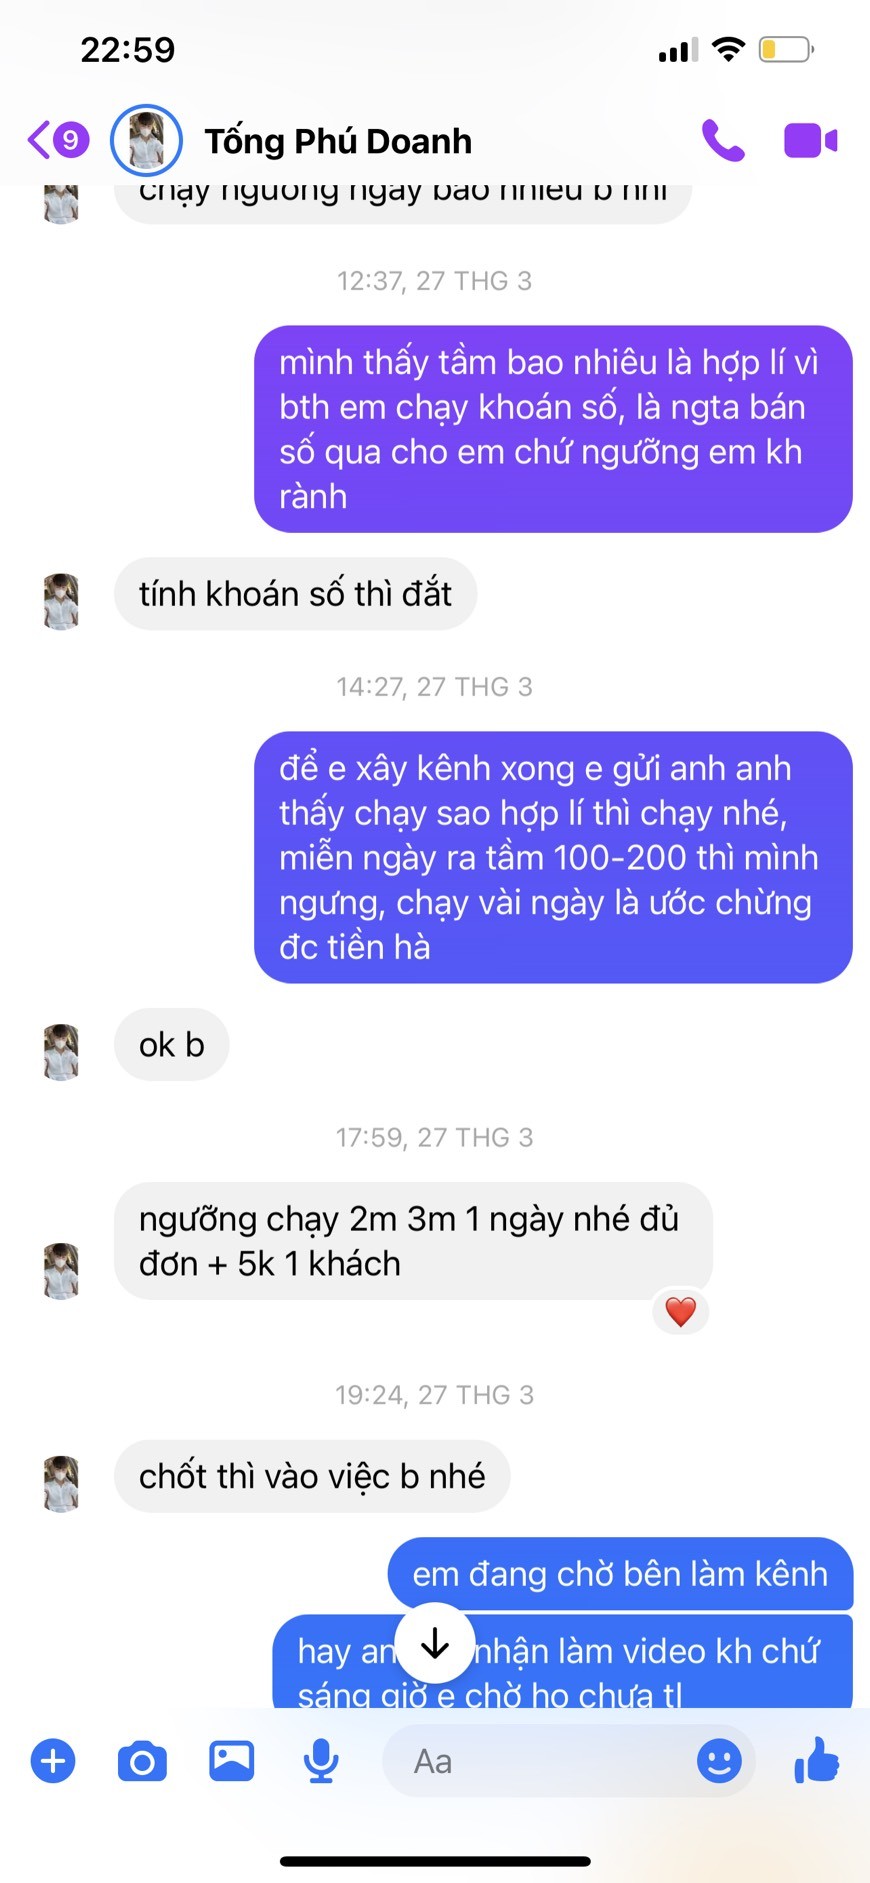 22:59
9
Tống Phú Doanh
chạy ngưỡng ngày bao nhiêu b nhỉ
12:37, 27 THG 3
mình thấy tầm bao nhiêu là hợp lí vì
bth em chạy khoán số, là ngta bán
số qua cho em chứ ngưỡng em kh
rành
tính khoán số thì đắt
14:27, 27 THG 3
để e xây kênh xong e gửi anh anh
thấy chạy sao hợp lí thì chạy nhé,
miễn ngày ra tầm 100-200 thì mình
ngưng, chạy vài ngày là ước chừng
đc tiền hà
ok b
17:59, 27 THG 3
ngưỡng chạy 2m 3m 1 ngày nhé đủ
đơn + 5k 1 khách
19:24, 27 THG 3
chốt thì vào việc b nhé
em đang chờ bên làm kênh
hay an nhận làm video kh chứ
sáng giờ e chờ họ chưa tl
Aa